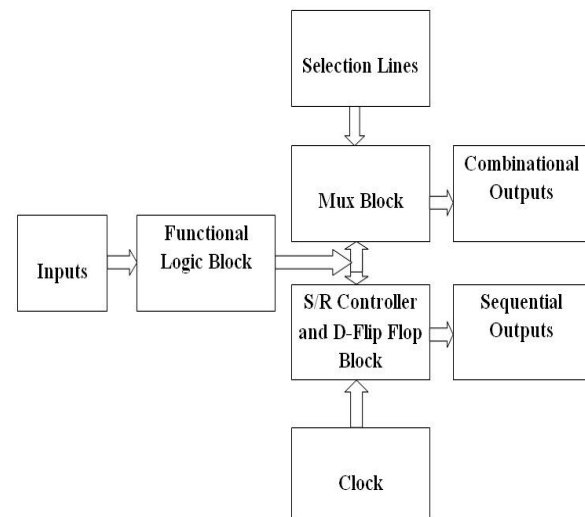 Selection Lines
Mux Block
Combinational
Outputs
Inputs
Functional
Logic Block
S/R Controller
and D-Flip Flop
Block
Sequential
Outputs
Clock